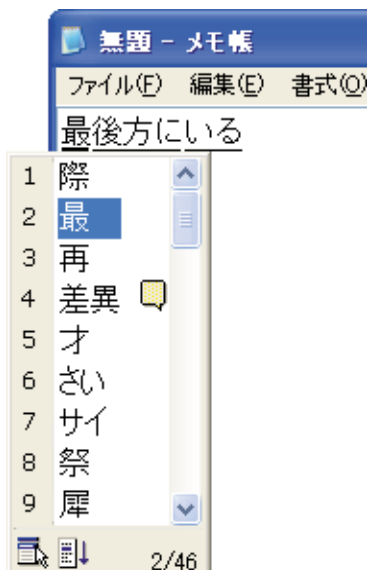 無題 - メモ帳
ファイル(F) 編集(E) 書式(O)
最後方にいる
1 際
2 最
3 再
4 差異
5 才
6 さい
7 サイ
8 祭
9 犀
2/46